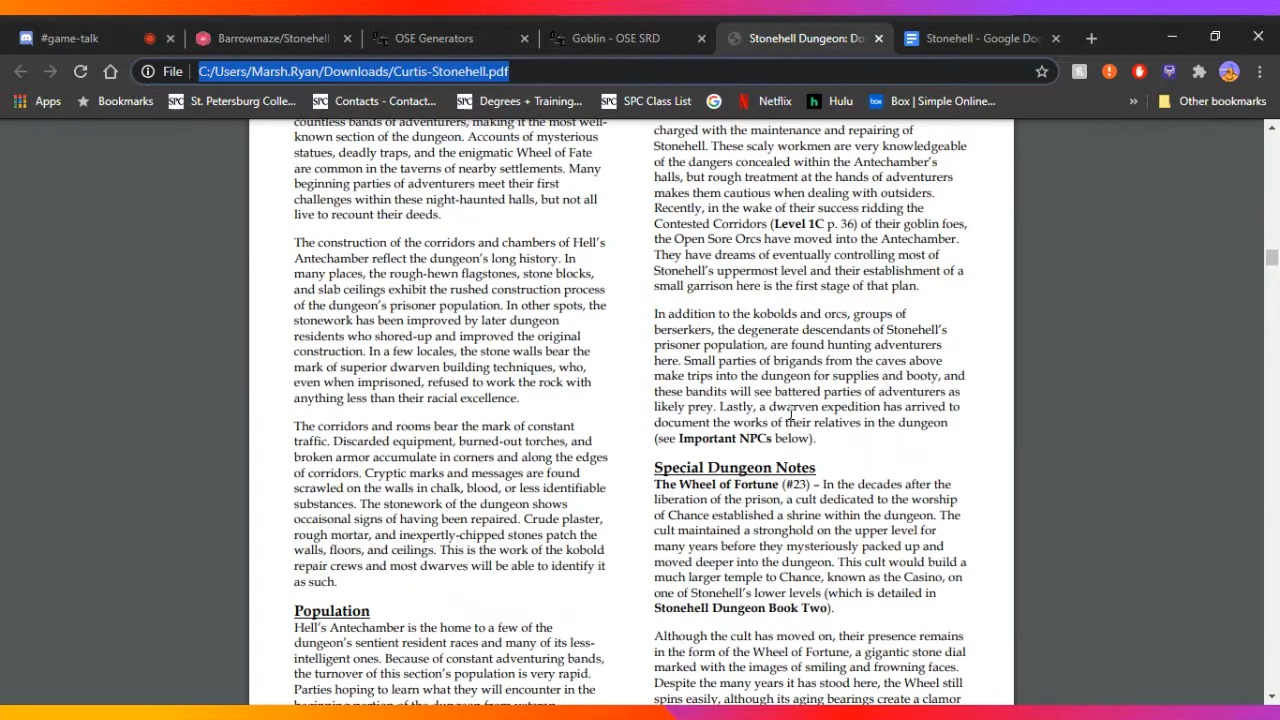 #game-talk
Barrowmaze/Stonehell
OSE Generators
Goblin - OSE SRD
Stonehell Dungeon: Do
Stonehell - Google Doc
File
C:/Users/Marsh.Ryan/Downloads/Curtis-Stonehell.pdf
Apps
Bookmarks
SPC St. Petersburg Colle...
SPC Contacts - Contact...
SPC Degrees + Training...
SPC SPC Class List
G
N Netflix
h Hulu
box Box | Simple Online...
»
Other bookmarks
countless bands of adventurers, making it the most well-
known section of the dungeon. Accounts of mysterious
statues, deadly traps, and the enigmatic Wheel of Fate
are common in the taverns of nearby settlements. Many
beginning parties of adventurers meet their first
challenges within these night-haunted halls, but not all
live to recount their deeds.
The construction of the corridors and chambers of Hell's
Antechamber reflect the dungeon's long history. In
many places, the rough-hewn flagstones, stone blocks,
and slab ceilings exhibit the rushed construction process
of the dungeon's prisoner population. In other spots, the
stonework has been improved by later dungeon
residents who shored-up and improved the original
construction. In a few locales, the stone walls bear the
mark of superior dwarven building techniques, who,
even when imprisoned, refused to work the rock with
anything less than their racial excellence.
The corridors and rooms bear the mark of constant
traffic. Discarded equipment, burned-out torches, and
broken armor accumulate in corners and along the edges
of corridors. Cryptic marks and messages are found
scrawled on the walls in chalk, blood, or less identifiable
substances. The stonework of the dungeon shows
occaisonal signs of having been repaired. Crude plaster,
rough mortar, and inexpertly-chipped stones patch the
walls, floors, and ceilings. This is the work of the kobold
repair crews and most dwarves will be able to identify it
as such.
Population
Hell's Antechamber is the home to a few of the
dungeon's sentient resident races and many of its less-
intelligent ones. Because of constant adventuring bands,
the turnover of this section's population is very rapid.
Parties hoping to learn what they will encounter in the
beginning portion of the dungeon from veteran
charged with the maintenance and repairing of
Stonehell. These scaly workmen are very knowledgeable
of the dangers concealed within the Antechamber's
halls, but rough treatment at the hands of adventurers
makes them cautious when dealing with outsiders.
Recently, in the wake of their success ridding the
Contested Corridors (Level 1C p. 36) of their goblin foes,
the Open Sore Orcs have moved into the Antechamber.
They have dreams of eventually controlling most of
Stonehell's uppermost level and their establishment of a
small garrison here is the first stage of that plan.
In addition to the kobolds and orcs, groups of
berserkers, the degenerate descendants of Stonehell's
prisoner population, are found hunting adventurers
here. Small parties of brigands from the caves above
make trips into the dungeon for supplies and booty, and
these bandits will see battered parties of adventurers as
likely prey. Lastly, a dwarven expedition has arrived to
document the works of their relatives in the dungeon
(see Important NPCs below).
Special Dungeon Notes
The Wheel of Fortune (#23) – In the decades after the
liberation of the prison, a cult dedicated to the worship
of Chance established a shrine within the dungeon. The
cult maintained a stronghold on the upper level for
many years before they mysteriously packed up and
moved deeper into the dungeon. This cult would build a
much larger temple to Chance, known as the Casino, on
one of Stonehell's lower levels (which is detailed in
Stonehell Dungeon Book Two).
Although the cult has moved on, their presence remains
in the form of the Wheel of Fortune, a gigantic stone dial
marked with the images of smiling and frowning faces.
Despite the many years it has stood here, the Wheel still
spins easily, although its aging bearings create a clamor